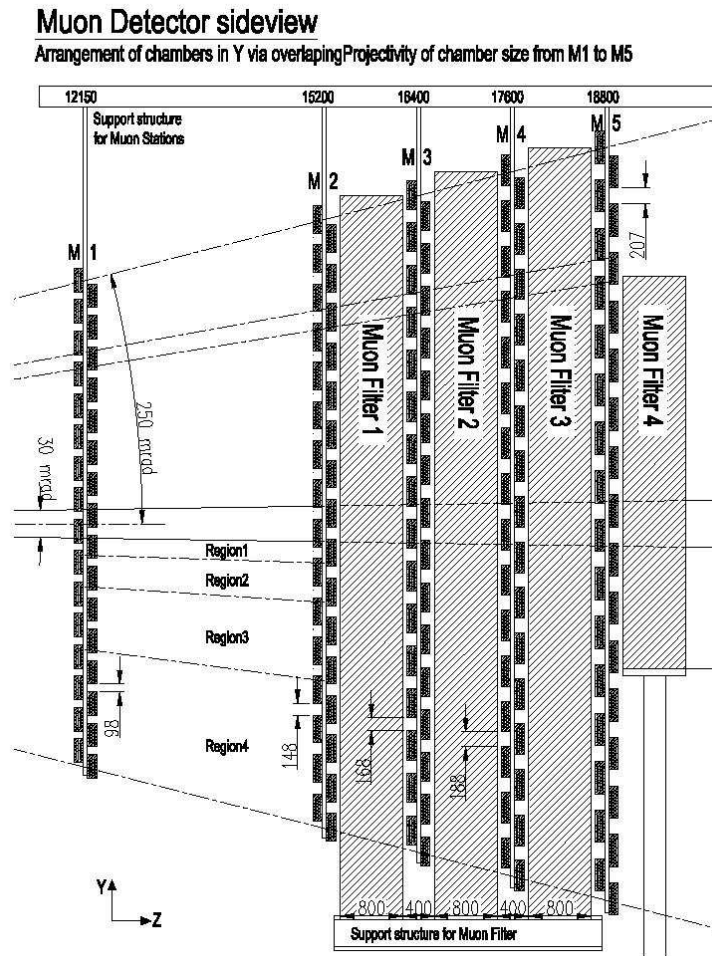 Muon Detector sideview
Arrangement of chambers in Y via overlapingProjectivity of chamber size from M1 to M5
12150
15200
16400
17600
18800
Support structure
for Muon Stations
M 1
M 2
M 3
M 4
M 5
207
250 mrad
30 mrad
Muon Filter 1
Muon Filter 2
Muon Filter 3
Muon Filter 4
Region1
Region2
Region3
Region4
98
148
168
188
Y
Z
800
400
800
400
800
Support structure for Muon Filter